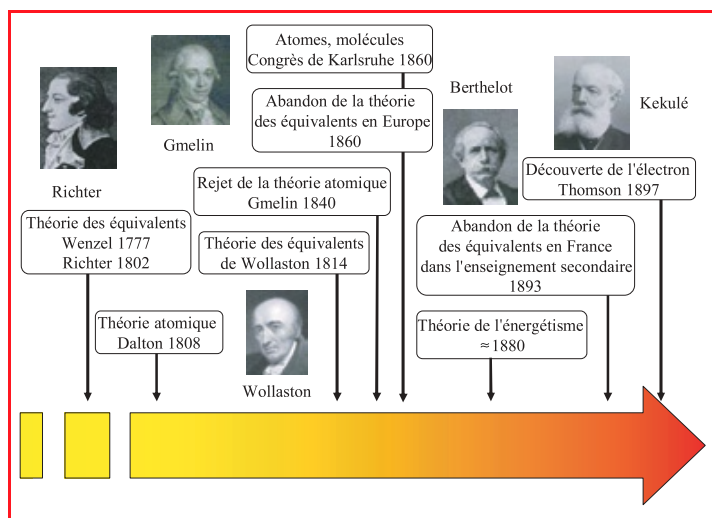 Atomes, molécules
Congrès de Karlsruhe 1860
Berthelot
Kekulé
Gmelin
Abandon de la théorie
des équivalents en Europe
1860
Richter
Rejet de la théorie atomique
Gmelin 1840
Découverte de l'électron
Thomson 1897
Théorie des équivalents
Wenzel 1777
Richter 1802
Théorie des équivalents
de Wollaston 1814
Abandon de la théorie
des équivalents en France
dans l'enseignement secondaire
1893
Théorie atomique
Dalton 1808
Théorie de l'énergétisme
≈1880
Wollaston